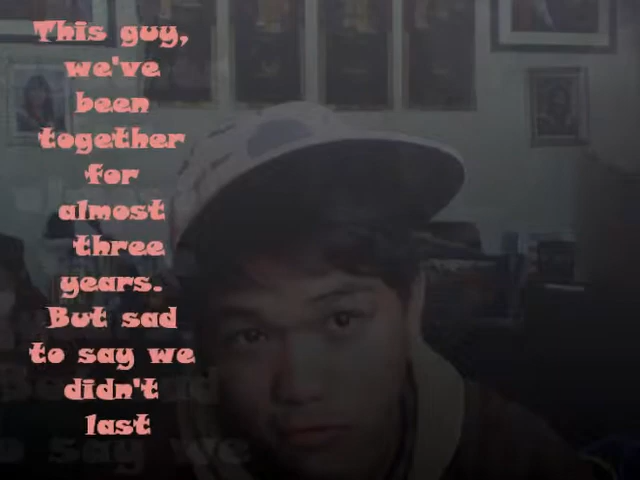 This guy,
we've
been
together
for
almost
three
years.
But sad
to say we
didn't
last